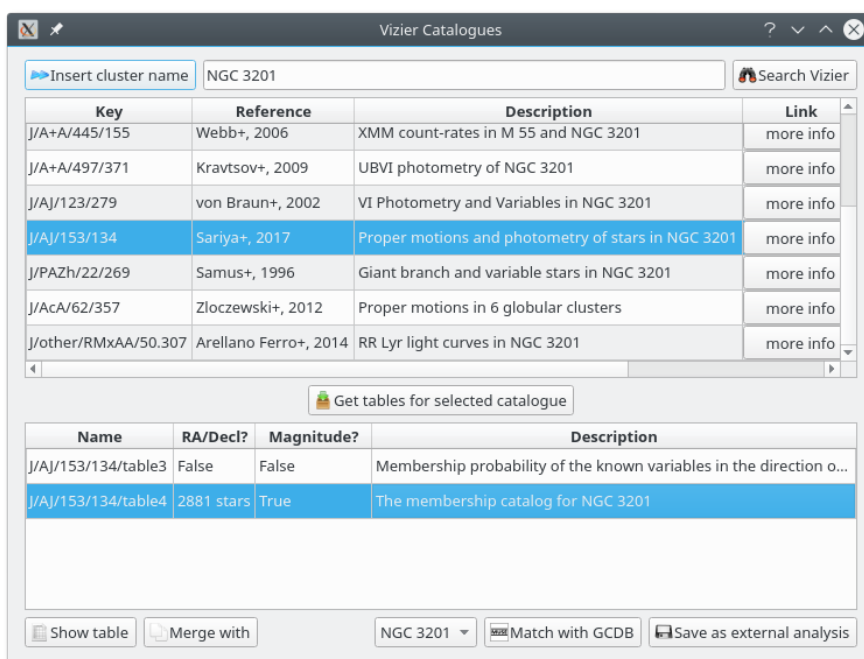 Vizier Catalogues
Insert cluster name NGC 3201 Search Vizier
Key Reference Description Link
J/A+A/445/155 Webb+, 2006 XMM count-rates in M 55 and NGC 3201 more info
J/A+A/497/371 Kravtsov+, 2009 UBVI photometry of NGC 3201 more info
J/AJ/123/279 von Braun+, 2002 VI Photometry and Variables in NGC 3201 more info
J/AJ/153/134 Sariya+, 2017 Proper motions and photometry of stars in NGC 3201 more info
J/PAZh/22/269 Samus+, 1996 Giant branch and variable stars in NGC 3201 more info
J/AcA/62/357 Zloczewski+, 2012 Proper motions in 6 globular clusters more info
J/other/RMxAA/50.307 Arellano Ferro+, 2014 RR Lyr light curves in NGC 3201 more info
Get tables for selected catalogue
Name RA/Decl? Magnitude? Description
J/AJ/153/134/table3 False False Membership probability of the known variables in the direction o...
J/AJ/153/134/table4 2881 stars True The membership catalog for NGC 3201
Show table Merge with NGC 3201 Match with GCDB Save as external analysis